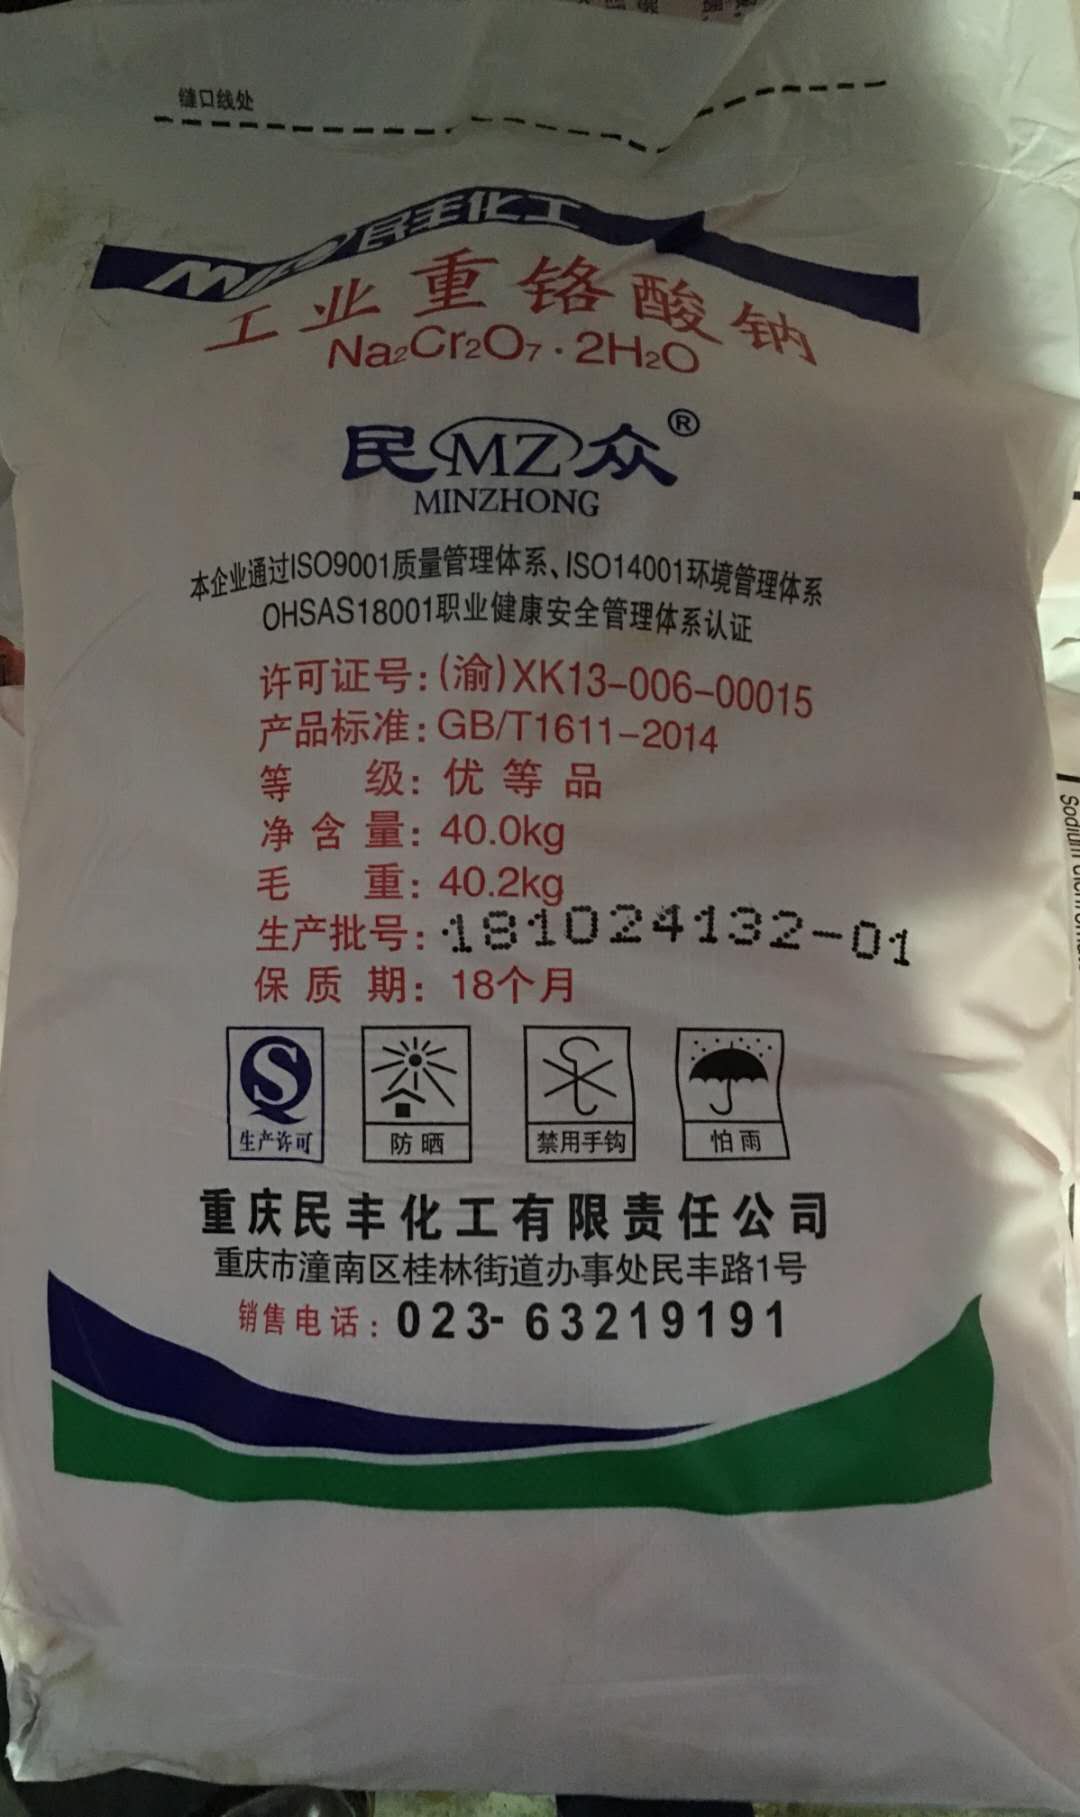 缝口线处
民丰化工
工业重铬酸钠
Na₂Cr₂O₇·2H₂O
民MZ众®
MINZHONG
本企业通过ISO9001质量管理体系、ISO14001环境管理体系
OHSAS18001职业健康安全管理体系认证
许可证号:(渝)XK13-006-00015
产品标准:GB/T1611-2014
等 级:优等品
净含量:40.0kg
毛 重:40.2kg
生产批号:181024132-01
保质期:18个月
生产许可 防晒 禁用手钩 怕雨
重庆民丰化工有限责任公司
重庆市潼南区桂林街道办事处民丰路1号
销售电话:023-63219191
Sodium